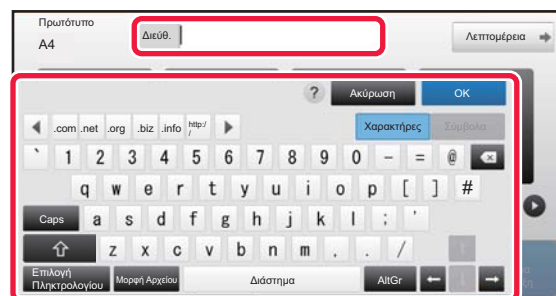 Πρωτότυπο
A4
Διεύθ.
Λεπτομέρεια
? Ακύρωση OK
.com .net .org .biz .info http:// Χαρακτήρες Σύμβολα
` 1 2 3 4 5 6 7 8 9 0 - = @
q w e r t y u i o p [ ] #
Caps a s d f g h j k l ; '
z x c v b n m , . /
Επιλογή Πληκτρολογίου Μορφή Αρχείου Διάστημα AltGr